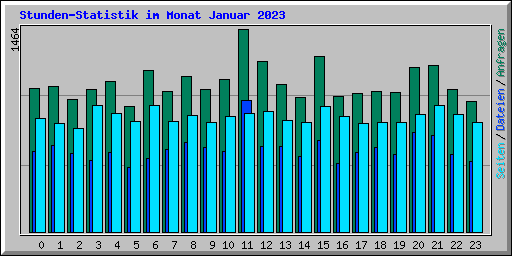 Stunden-Statistik im Monat Januar 2023
1464
Seiten / Dateien / Anfragen
0 1 2 3 4 5 6 7 8 9 10 11 12 13 14 15 16 17 18 19 20 21 22 23